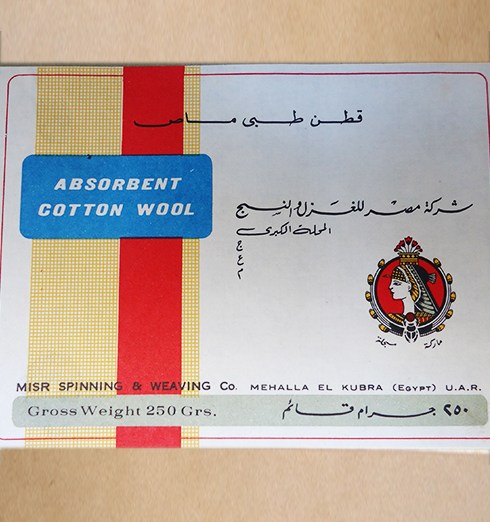 قطن طبى ماص
ABSORBENT
COTTON WOOL
شركة مصر للغزل والنسج
المحلة الكبرى
ج
ع
م
ماركة مسجلة
MISR SPINNING & WEAVING Co. MEHALLA EL KUBRA (EGYPT) U.A.R.
Gross Weight 250 Grs.
٢٥٠ جرام قائم